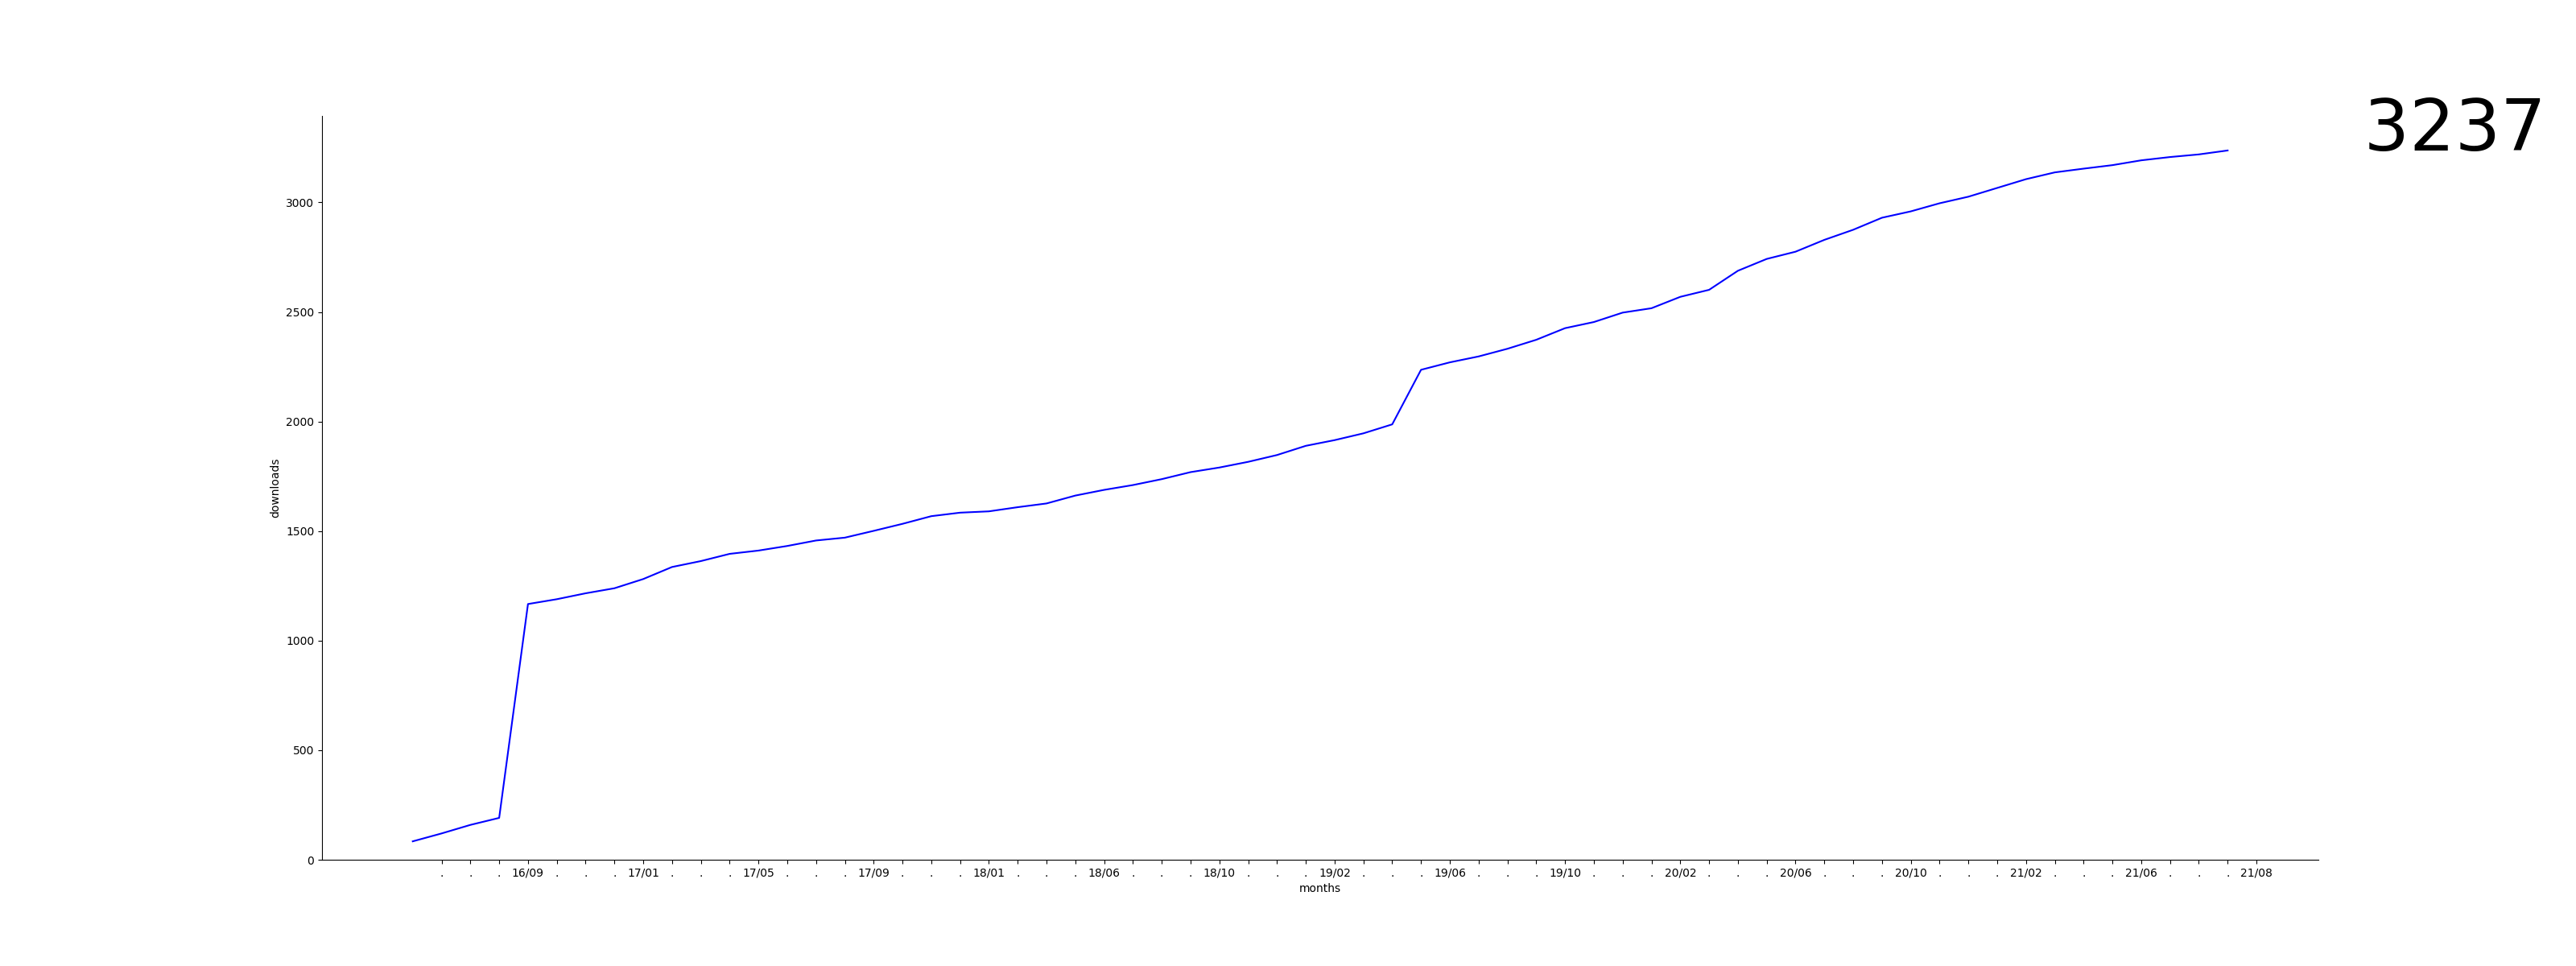 3237
downloads
3000
2500
2000
1500
1000
500
0
. . . 16/09 . . . 17/01 . . . 17/05 . . . 17/09 . . . 18/01 . . . 18/06 . . . 18/10 . . . 19/02 . . . 19/06 . . . 19/10 . . . 20/02 . . . 20/06 . . . 20/10 . . . 21/02 . . . 21/06 . . . 21/08
months